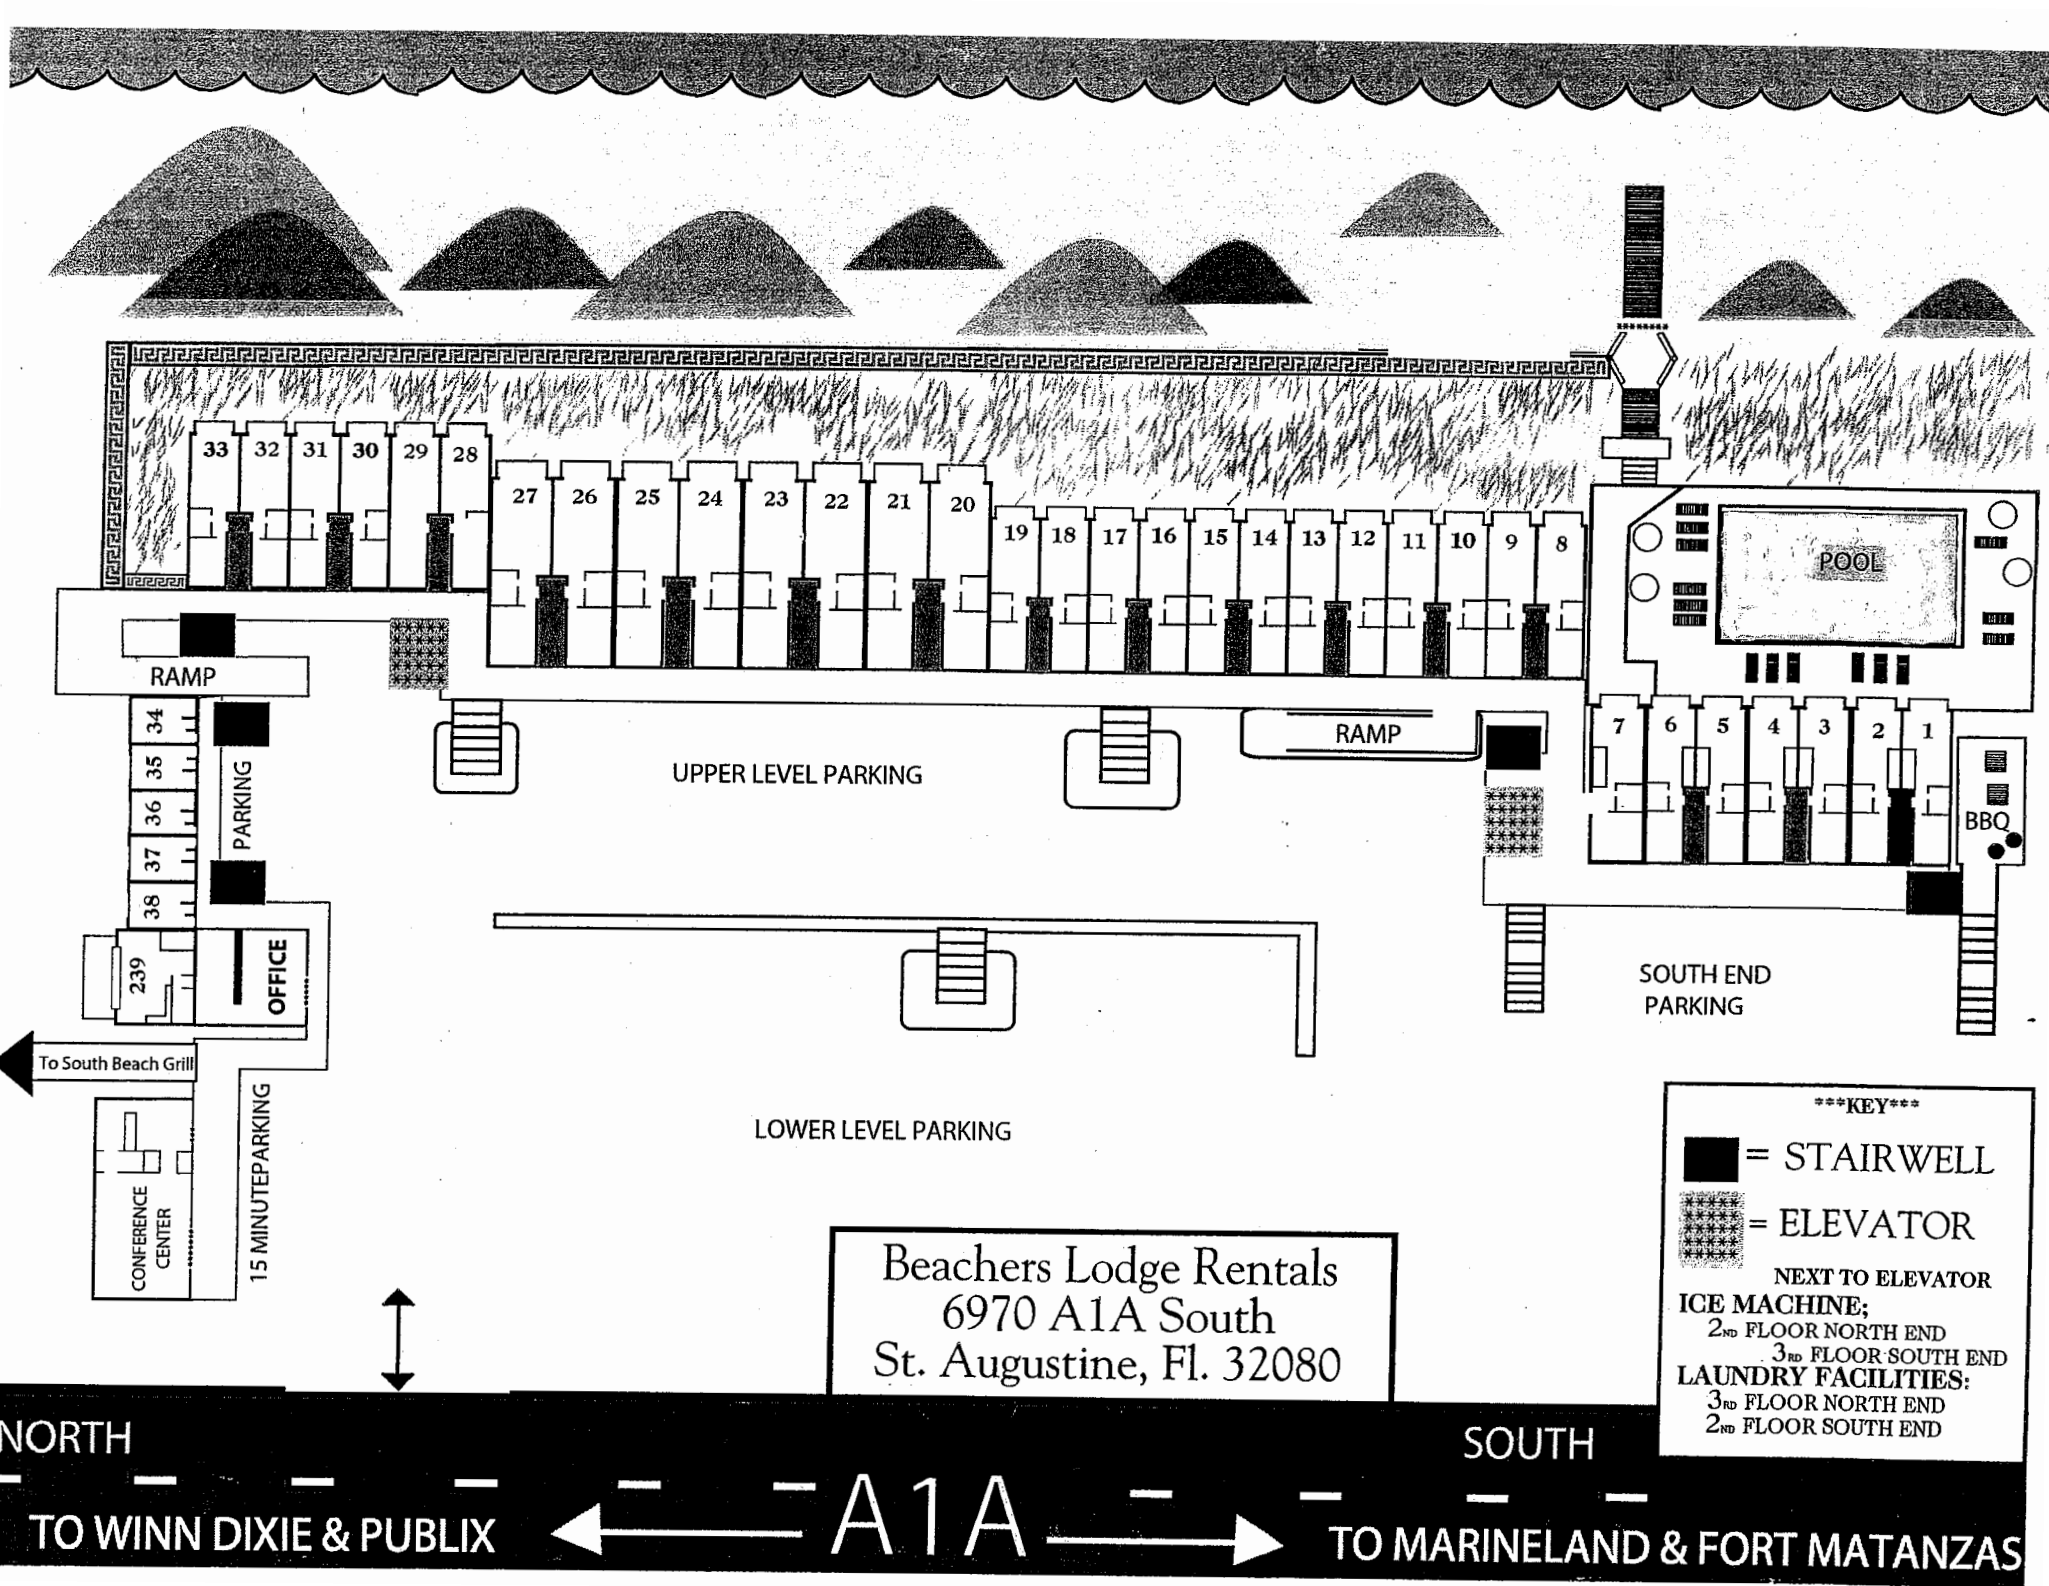 33 32 31 30 29 28
27 26 25 24 23 22 21 20
19 18 17 16 15 14 13 12 11 10 9 8
POOL
RAMP
34
35
36
37
38
PARKING
UPPER LEVEL PARKING
RAMP
7 6 5 4 3 2 1
BBQ
239
OFFICE
SOUTH END
PARKING
To South Beach Grill
CONFERENCE
CENTER
15 MINUTEPARKING
LOWER LEVEL PARKING
***KEY***
= STAIRWELL
= ELEVATOR
NEXT TO ELEVATOR
ICE MACHINE;
2ND FLOOR NORTH END
3RD FLOOR SOUTH END
LAUNDRY FACILITIES:
3RD FLOOR NORTH END
2ND FLOOR SOUTH END
Beachers Lodge Rentals
6970 A1A South
St. Augustine, Fl. 32080
NORTH
SOUTH
A1A
TO WINN DIXIE & PUBLIX
TO MARINELAND & FORT MATANZAS